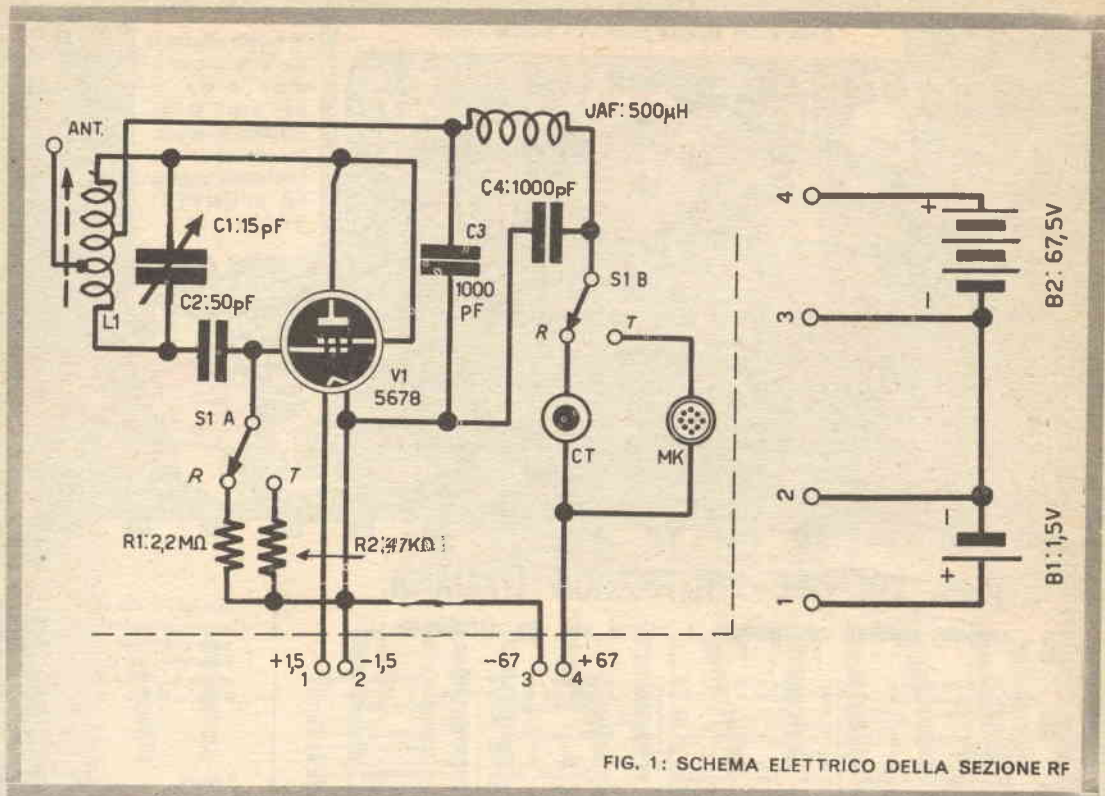 ANT.
JAF: 500µH
C4:1000pF
C1:15pF
C3
1000
PF
C2:50pF
L1
V1
5678
S1 A
S1 B
R
T
R
T
CT
MK
R1:2,2MΩ
R2:47KΩ
+1,5
-1,5
-67
+67
1
2
3
4
4
+
B2: 67,5V
-
3
2
-
B1:1,5V
+
1
FIG. 1: SCHEMA ELETTRICO DELLA SEZIONE RF